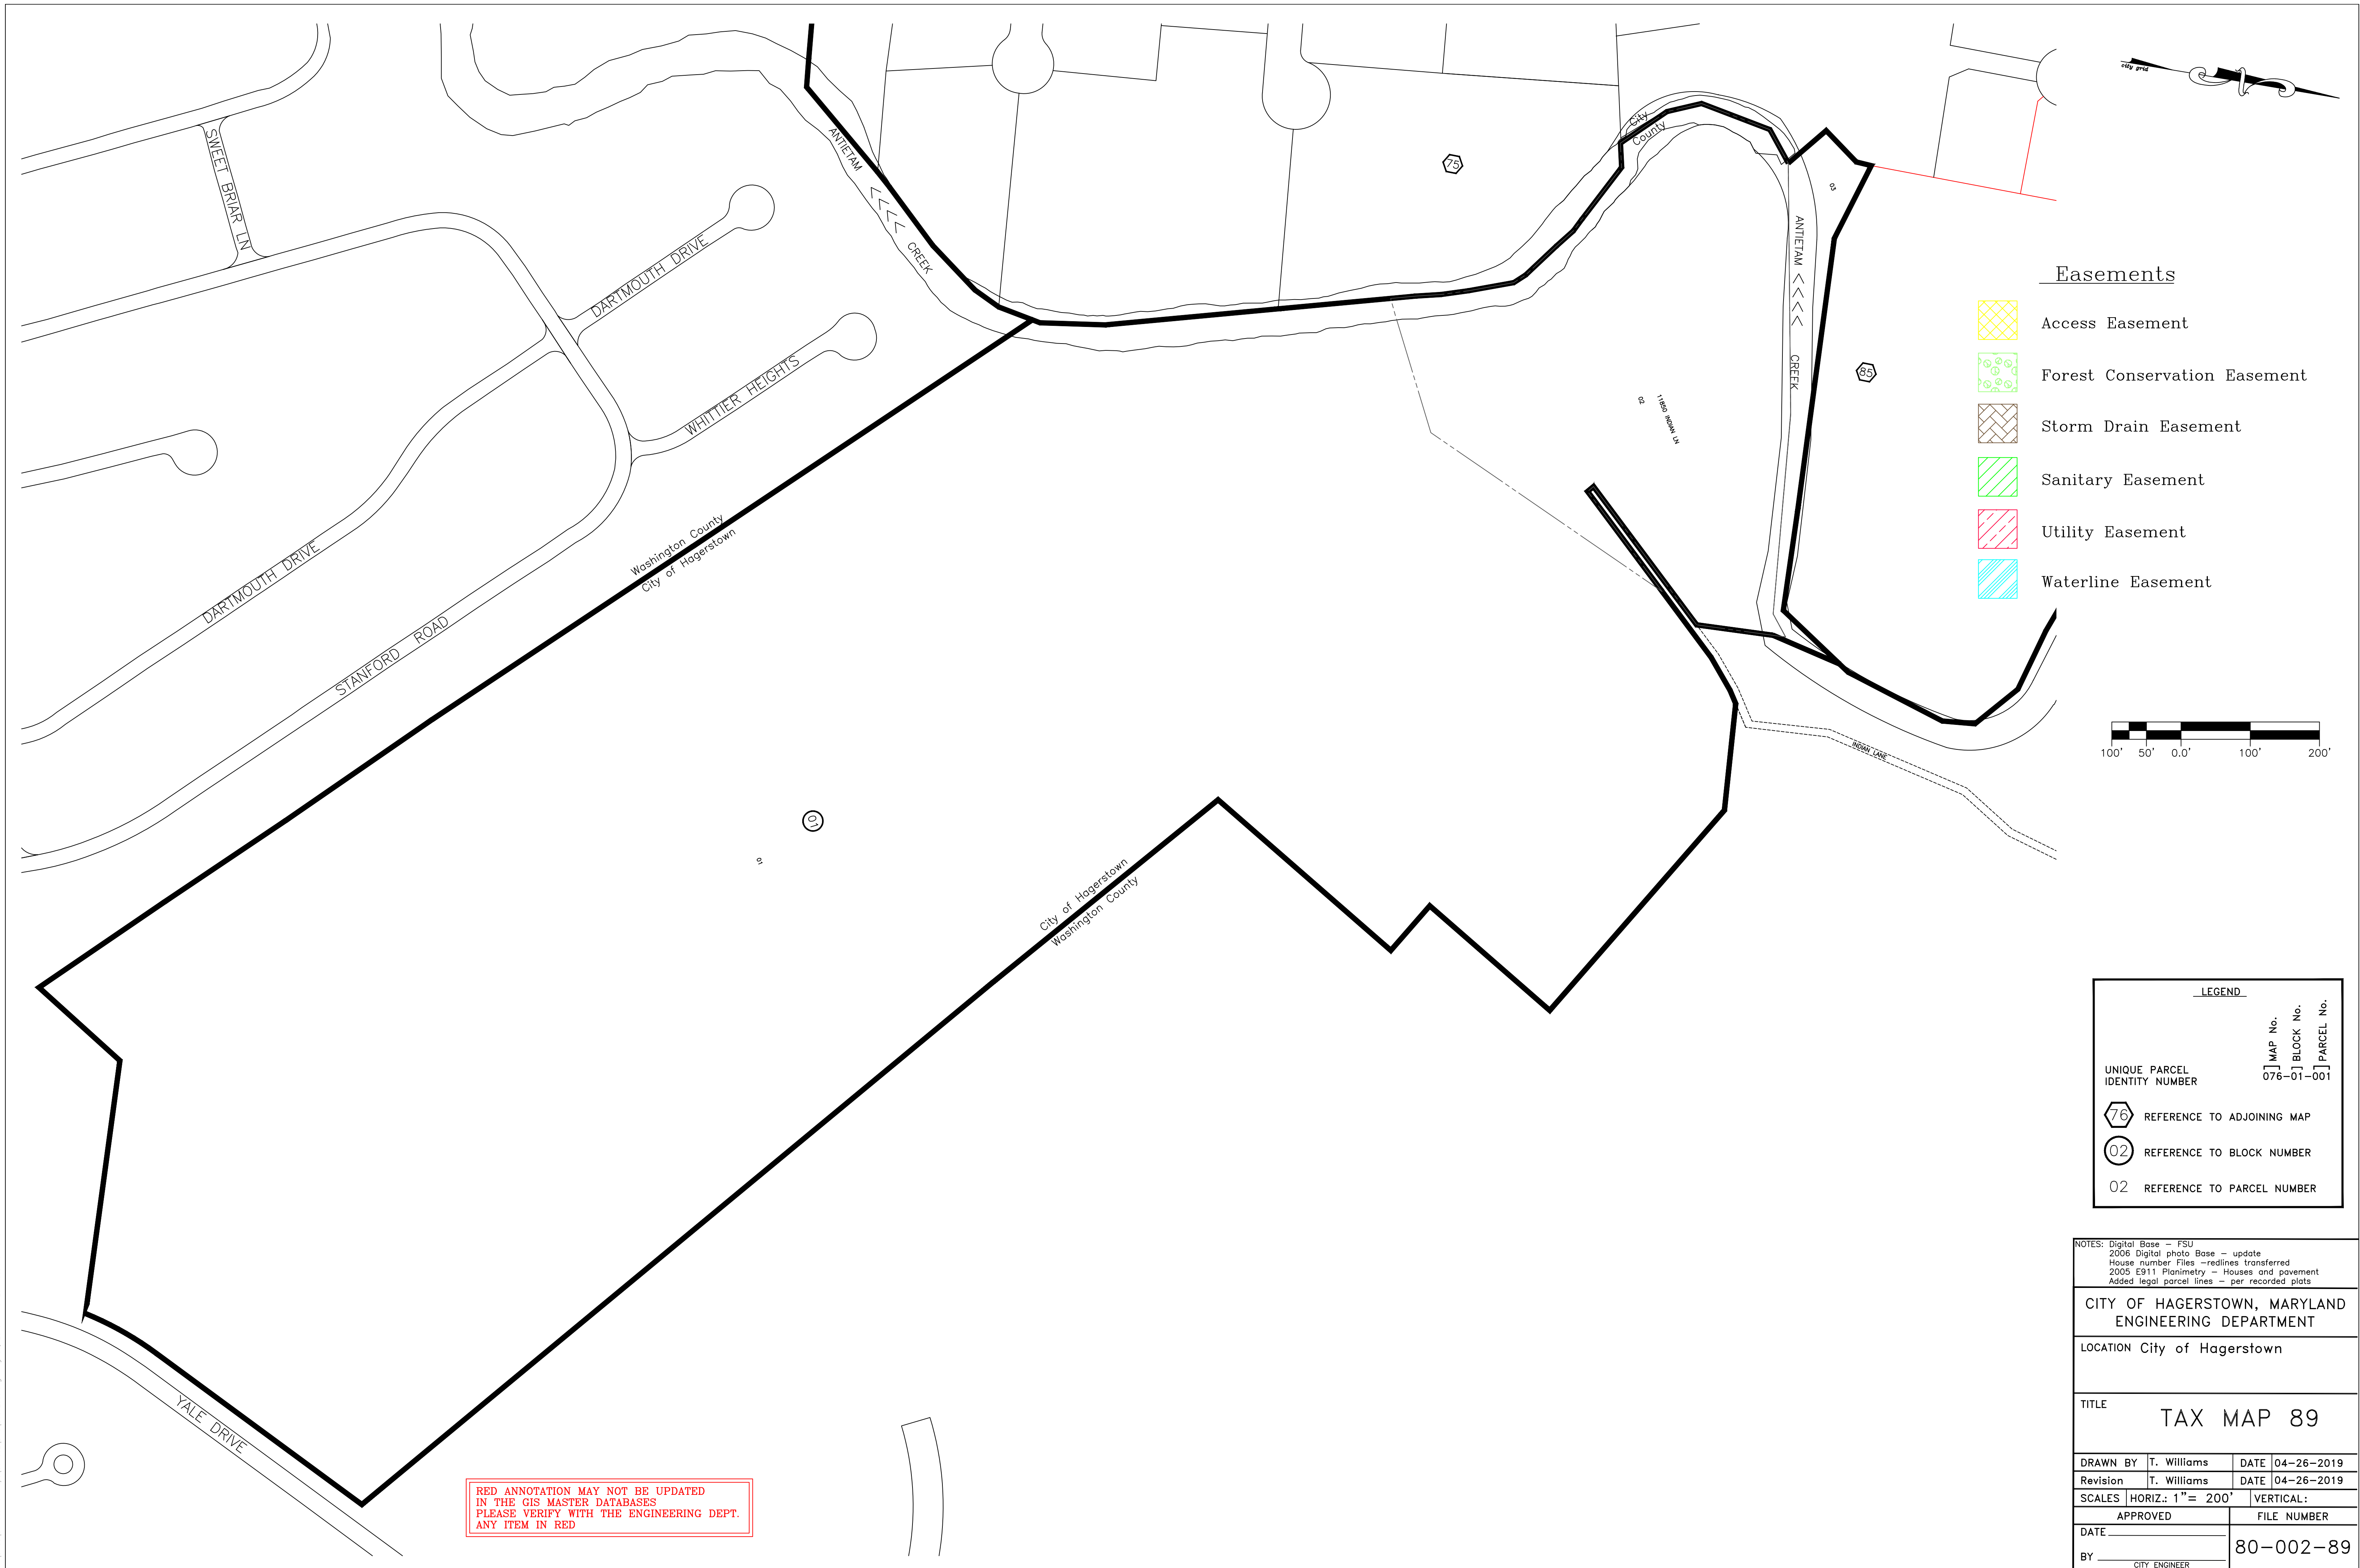 city grid
SWEET BRIAR LN
ANTIETAM
CREEK
75
City
County
03
ANTIETAM
CREEK
DARTMOUTH DRIVE
WHITTIER HEIGHTS
85
02
11850 INDIAN LN
Washington County
City of Hagerstown
DARTMOUTH DRIVE
STANFORD ROAD
INDIAN LANE
01
01
City of Hagerstown
Washington County
YALE DRIVE
Easements
Access Easement
Forest Conservation Easement
Storm Drain Easement
Sanitary Easement
Utility Easement
Waterline Easement
100' 50' 0.0' 100' 200'
LEGEND
MAP No.
BLOCK No.
PARCEL No.
UNIQUE PARCEL
IDENTITY NUMBER
076-01-001
76 REFERENCE TO ADJOINING MAP
02 REFERENCE TO BLOCK NUMBER
02 REFERENCE TO PARCEL NUMBER
NOTES: Digital Base - FSU
2006 Digital photo Base - update
House number Files -redlines transferred
2005 E911 Planimetry - Houses and pavement
Added legal parcel lines - per recorded plats
CITY OF HAGERSTOWN, MARYLAND
ENGINEERING DEPARTMENT
LOCATION City of Hagerstown
TITLE
TAX MAP 89
DRAWN BY T. Williams DATE 04-26-2019
Revision T. Williams DATE 04-26-2019
SCALES HORIZ.: 1"= 200' VERTICAL:
APPROVED FILE NUMBER
DATE
80-002-89
BY
CITY ENGINEER
RED ANNOTATION MAY NOT BE UPDATED
IN THE GIS MASTER DATABASES
PLEASE VERIFY WITH THE ENGINEERING DEPT.
ANY ITEM IN RED